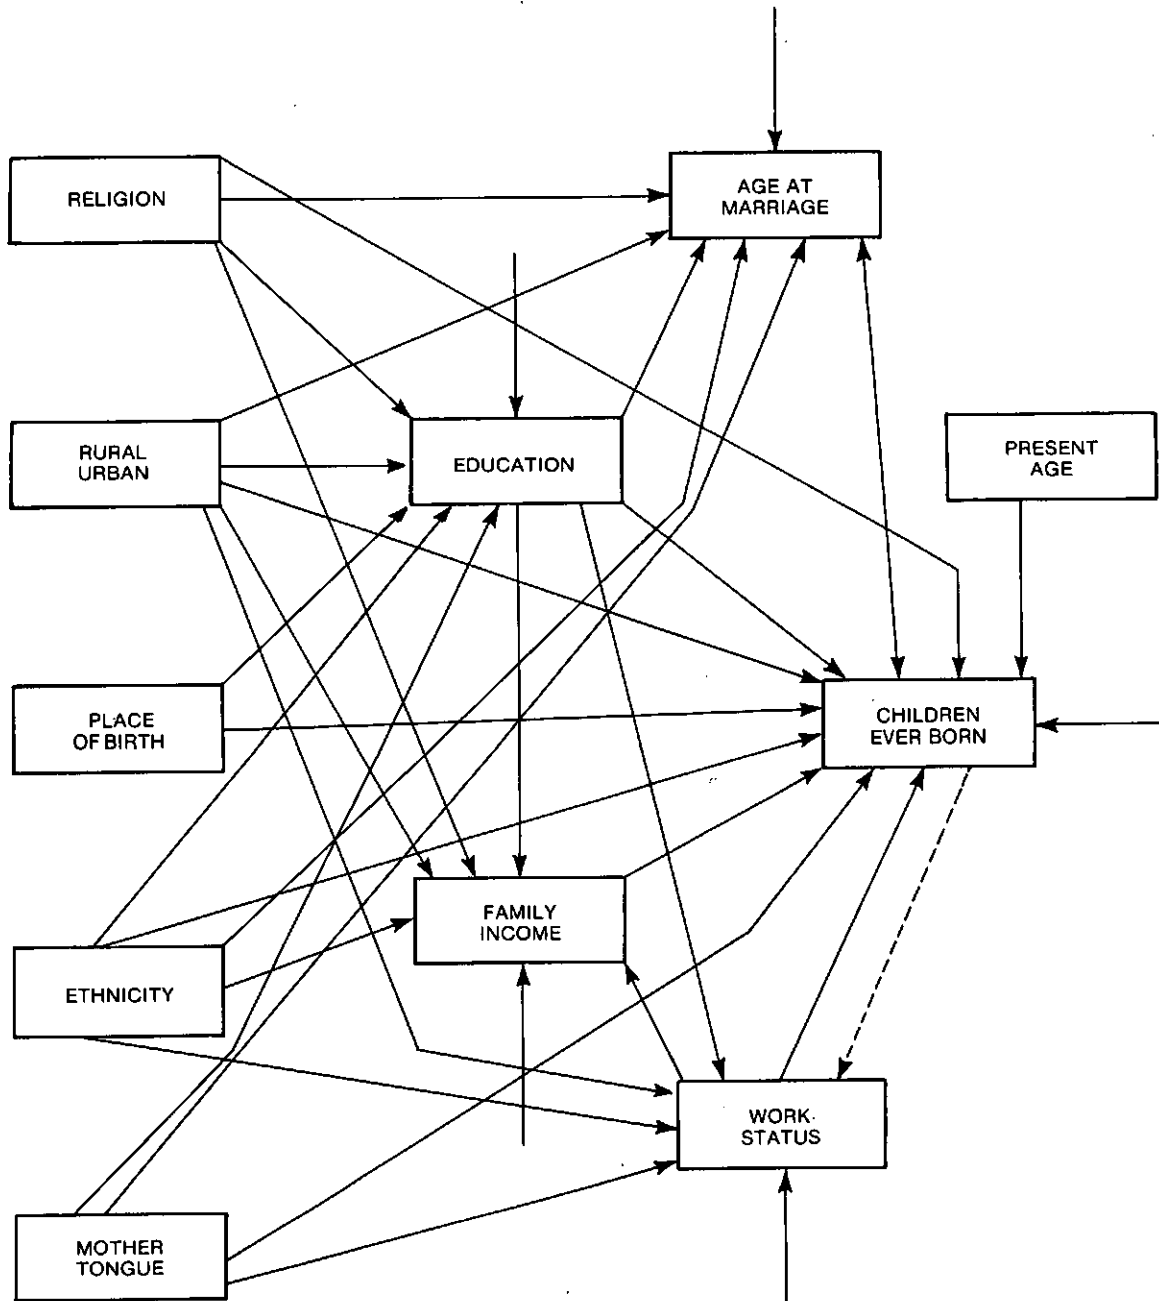 RELIGION
AGE AT
MARRIAGE
RURAL
URBAN
EDUCATION
PRESENT
AGE
PLACE
OF BIRTH
CHILDREN
EVER BORN
ETHNICITY
FAMILY
INCOME
WORK
STATUS
MOTHER
TONGUE